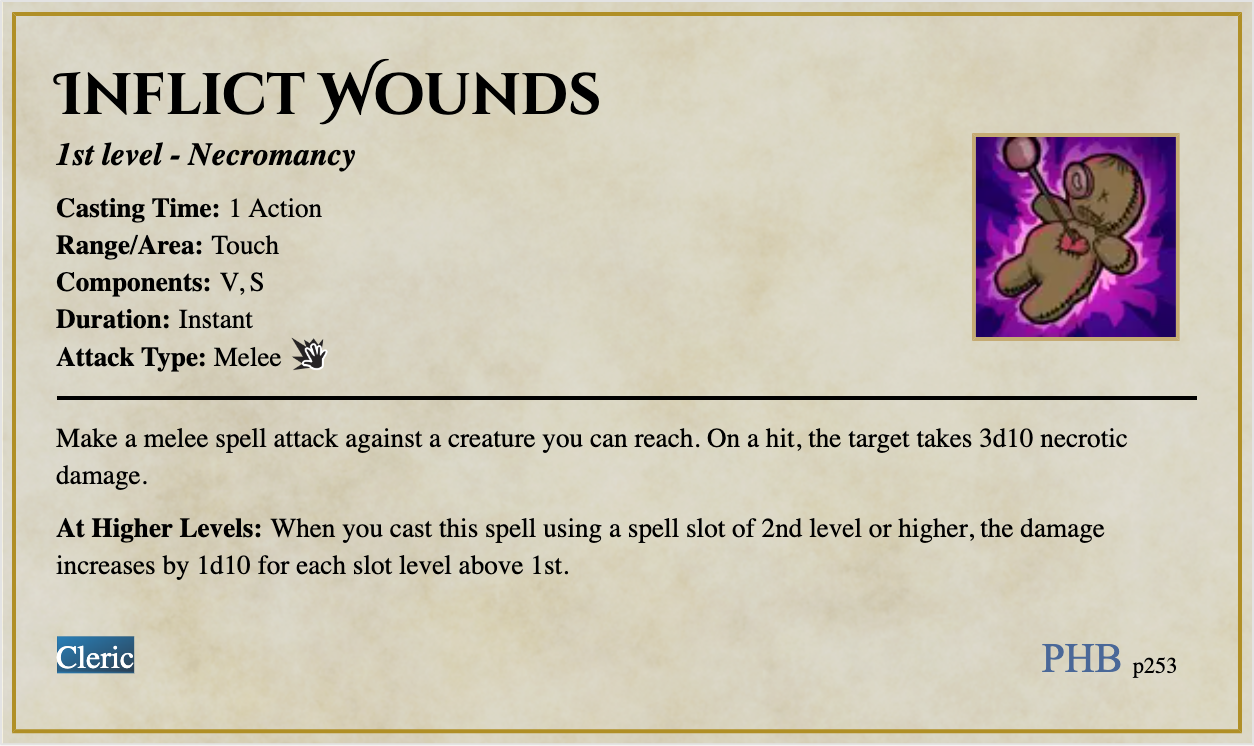 Inflict Wounds
1st level - Necromancy
Casting Time: 1 Action
Range/Area: Touch
Components: V, S
Duration: Instant
Attack Type: Melee
Make a melee spell attack against a creature you can reach. On a hit, the target takes 3d10 necrotic
damage.
At Higher Levels: When you cast this spell using a spell slot of 2nd level or higher, the damage
increases by 1d10 for each slot level above 1st.
Cleric
PHB p253